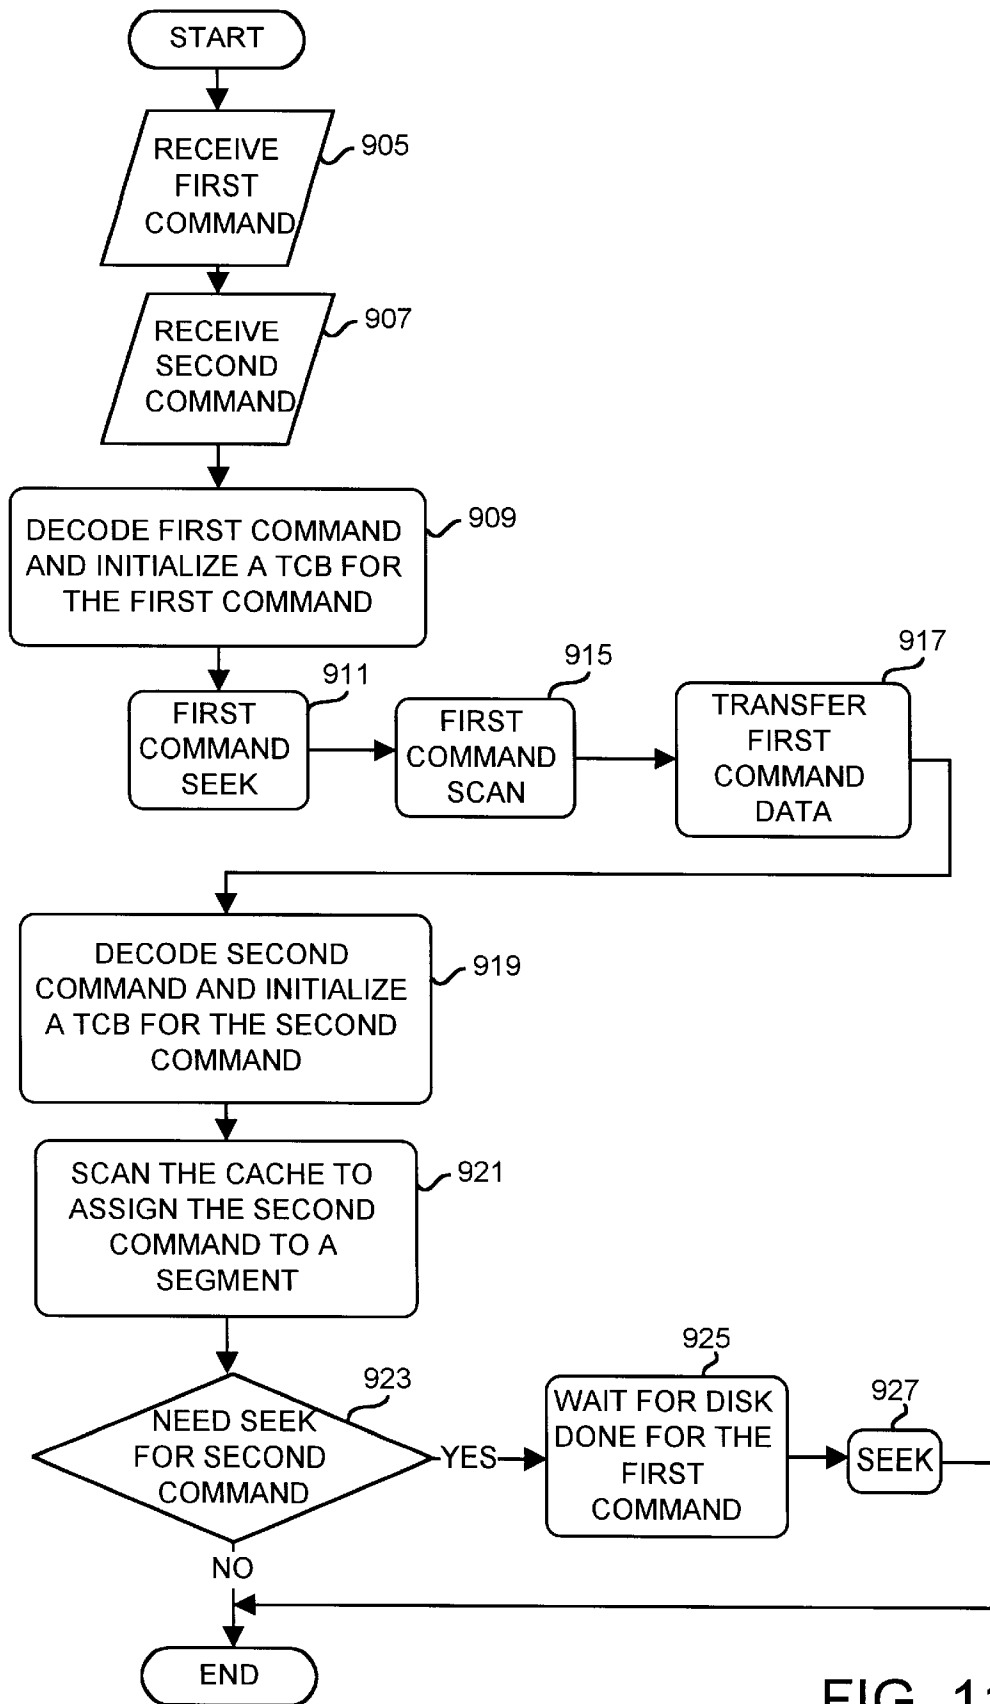 START
RECEIVE
FIRST
COMMAND
905
RECEIVE
SECOND
COMMAND
907
DECODE FIRST COMMAND
AND INITIALIZE A TCB FOR
THE FIRST COMMAND
909
FIRST
COMMAND
SEEK
911
FIRST
COMMAND
SCAN
915
TRANSFER
FIRST
COMMAND
DATA
917
DECODE SECOND
COMMAND AND INITIALIZE
A TCB FOR THE SECOND
COMMAND
919
SCAN THE CACHE TO
ASSIGN THE SECOND
COMMAND TO A
SEGMENT
921
NEED SEEK
FOR SECOND
COMMAND
923
YES
WAIT FOR DISK
DONE FOR THE
FIRST
COMMAND
925
SEEK
927
NO
END
FIG. 11